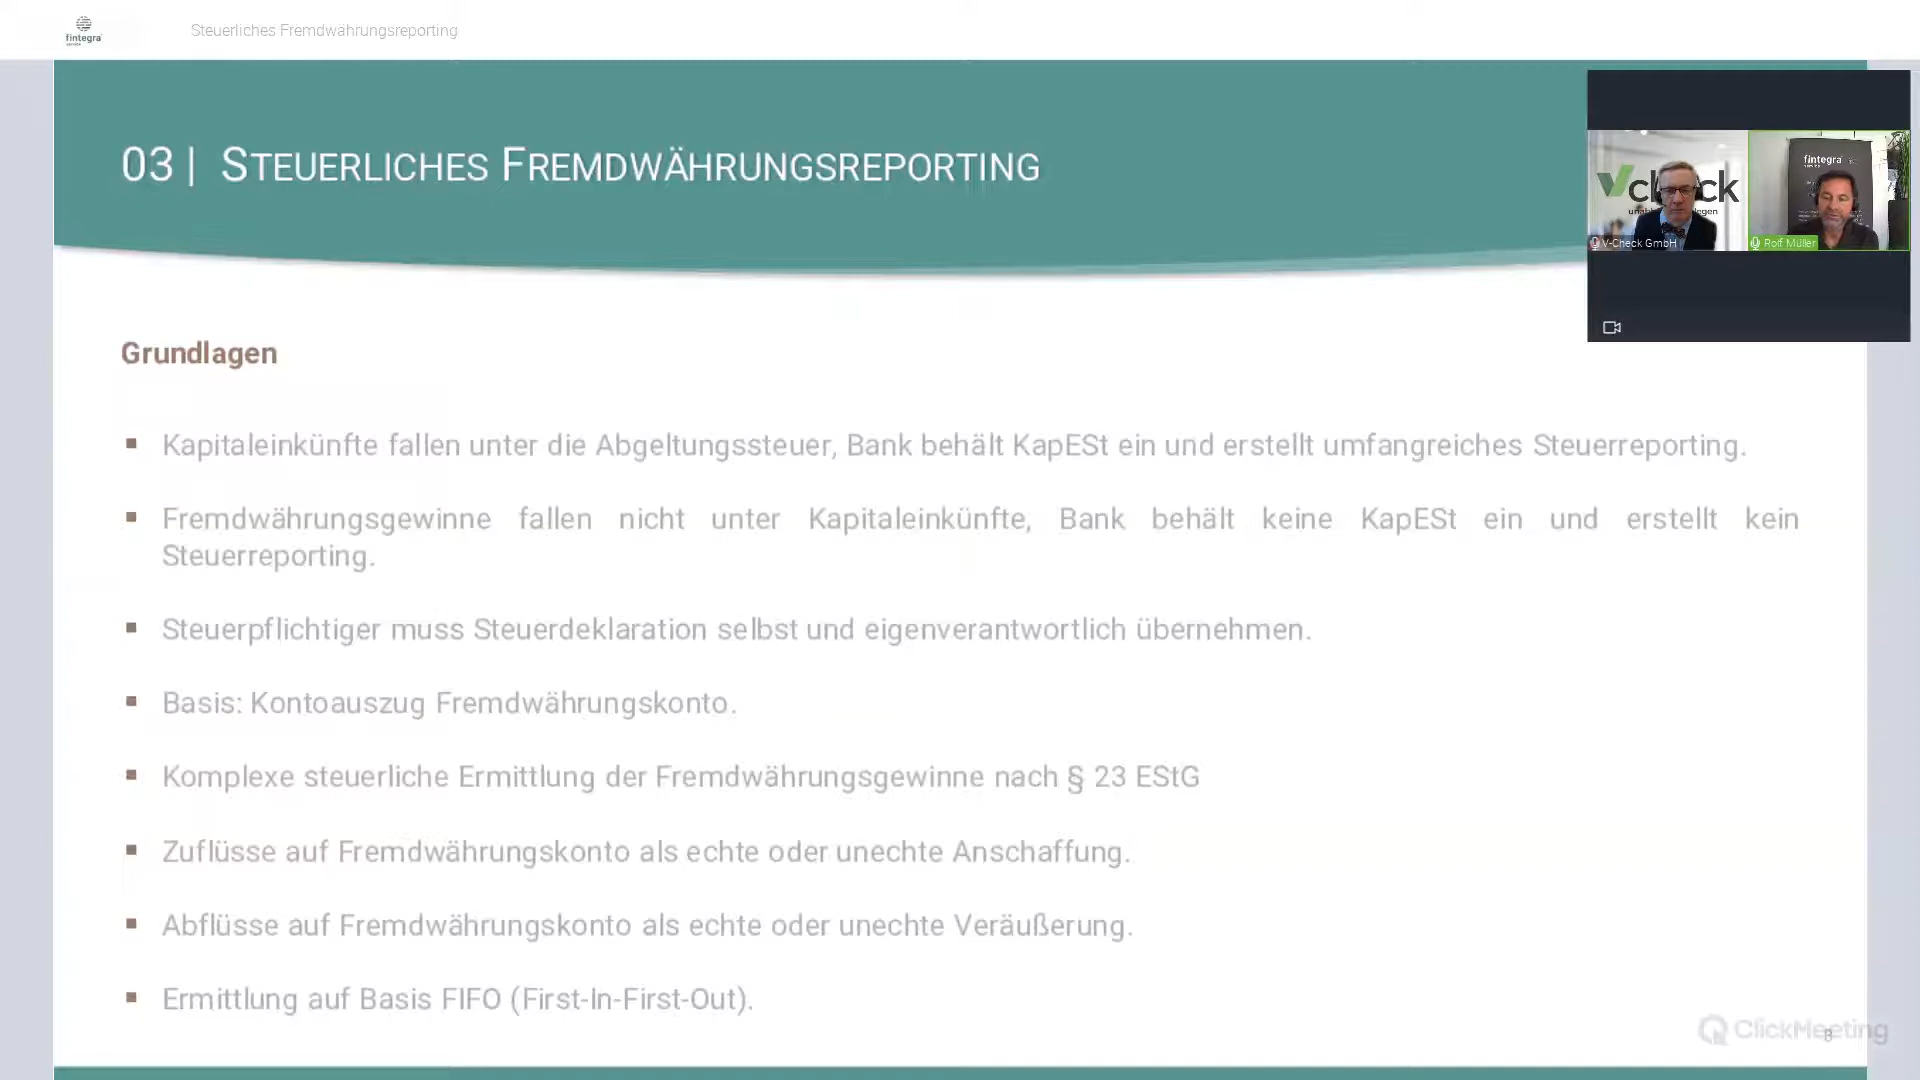 fintegra
service
Steuerliches Fremdwährungsreporting
03 | STEUERLICHES FREMDWÄHRUNGSREPORTING
fintegra
check
V-Check GmbH
Rolf Müller
Grundlagen
▪ Kapitaleinkünfte fallen unter die Abgeltungssteuer, Bank behält KapESt ein und erstellt umfangreiches Steuerreporting.
▪ Fremdwährungsgewinne fallen nicht unter Kapitaleinkünfte, Bank behält keine KapESt ein und erstellt kein
Steuerreporting.
▪ Steuerpflichtiger muss Steuerdeklaration selbst und eigenverantwortlich übernehmen.
▪ Basis: Kontoauszug Fremdwährungskonto.
▪ Komplexe steuerliche Ermittlung der Fremdwährungsgewinne nach § 23 EStG
▪ Zuflüsse auf Fremdwährungskonto als echte oder unechte Anschaffung.
▪ Abflüsse auf Fremdwährungskonto als echte oder unechte Veräußerung.
▪ Ermittlung auf Basis FIFO (First-In-First-Out).
ClickMeeting
8